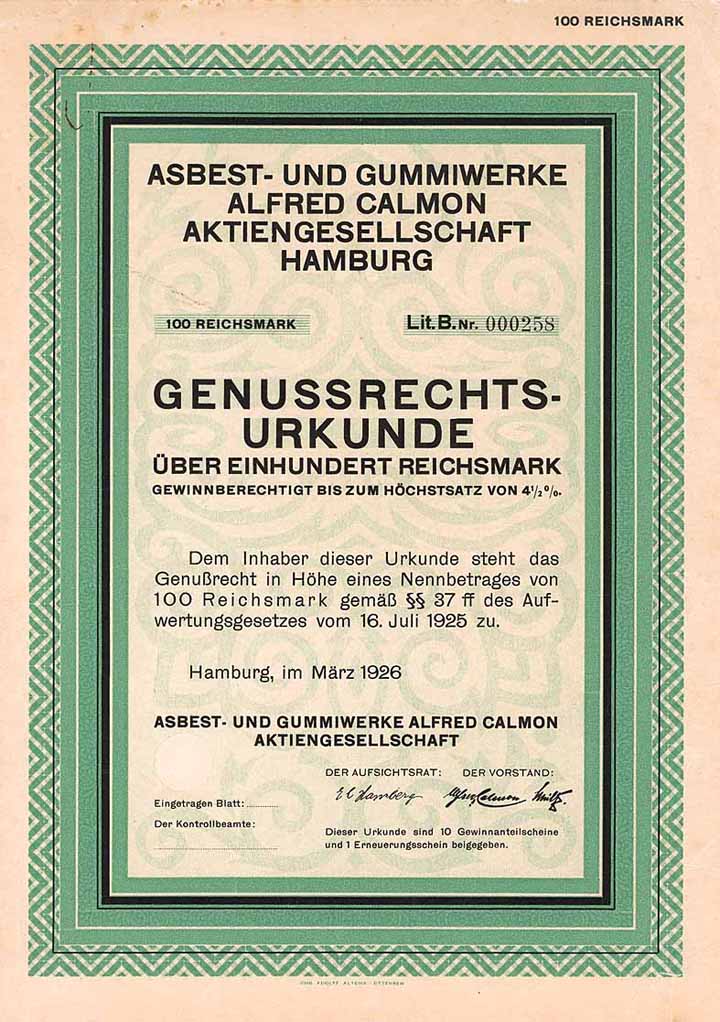 100 REICHSMARK
ASBEST- UND GUMMIWERKE
ALFRED CALMON
AKTIENGESELLSCHAFT
HAMBURG
100 REICHSMARK Lit.B.Nr. 000258
GENUSSRECHTS-
URKUNDE
ÜBER EINHUNDERT REICHSMARK
GEWINNBERECHTIGT BIS ZUM HÖCHSTSATZ VON 4½%.
Dem Inhaber dieser Urkunde steht das
Genußrecht in Höhe eines Nennbetrages von
100 Reichsmark gemäß §§ 37 ff des Auf-
wertungsgesetzes vom 16. Juli 1925 zu.
Hamburg, im März 1926
ASBEST- UND GUMMIWERKE ALFRED CALMON
AKTIENGESELLSCHAFT
DER AUFSICHTSRAT: DER VORSTAND:
Hamberg Calmon
Eingetragen Blatt:
Der Kontrollbeamte:
Dieser Urkunde sind 10 Gewinnanteilscheine
und 1 Erneuerungsschein beigegeben.